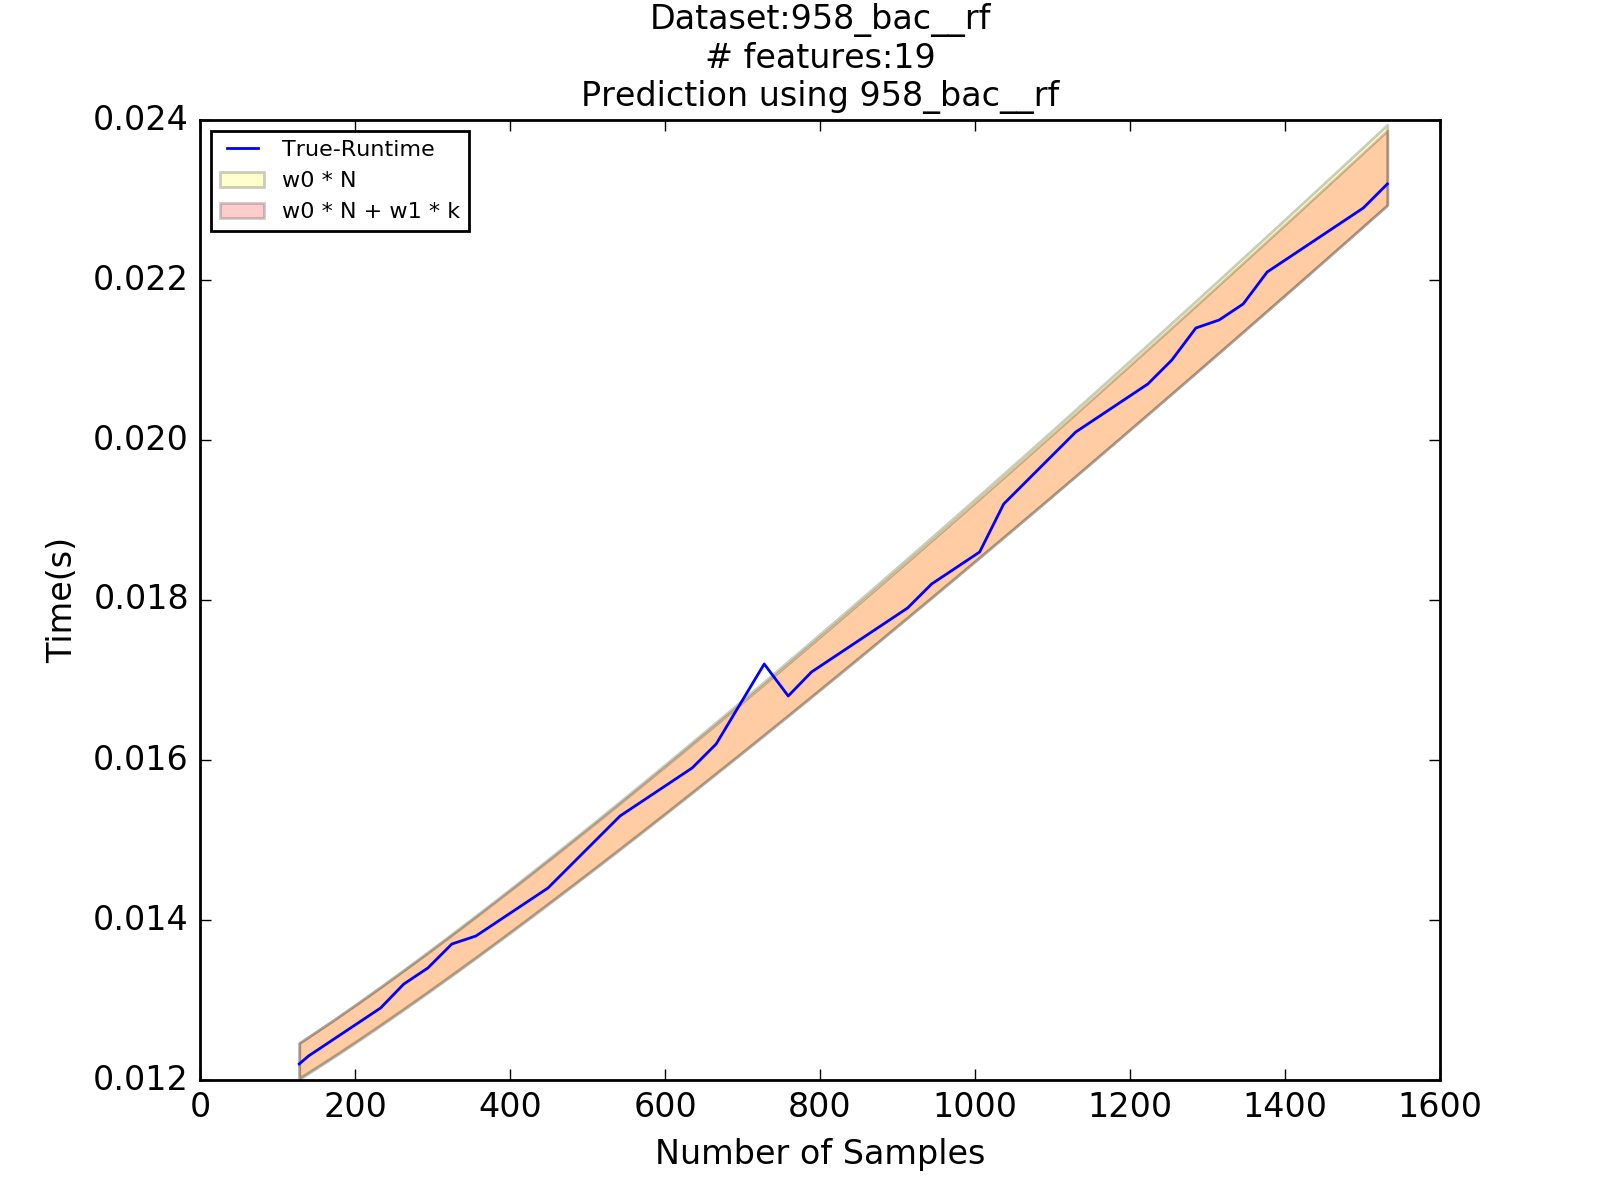 Dataset:958_bac__rf
# features:19
Prediction using 958_bac__rf
True-Runtime
w0 * N
w0 * N + w1 * k
0.024
0.022
0.020
0.018
0.016
0.014
0.012
Time(s)
0 200 400 600 800 1000 1200 1400 1600
Number of Samples